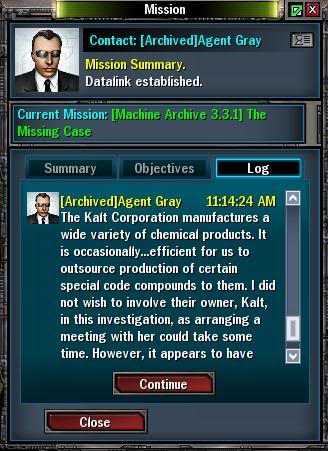 Mission
Contact: [Archived]Agent Gray
Mission Summary.
Datalink established.
Current Mission: [Machine Archive 3.3.1] The
Missing Case
Summary Objectives Log
[Archived]Agent Gray 11:14:24 AM
The Kalt Corporation manufactures a
wide variety of chemical products. It
is occasionally...efficient for us to
outsource production of certain
special code compounds to them. I did
not wish to involve their owner, Kalt,
in this investigation, as arranging a
meeting with her could take some
time. However, it appears to have
Continue
Close